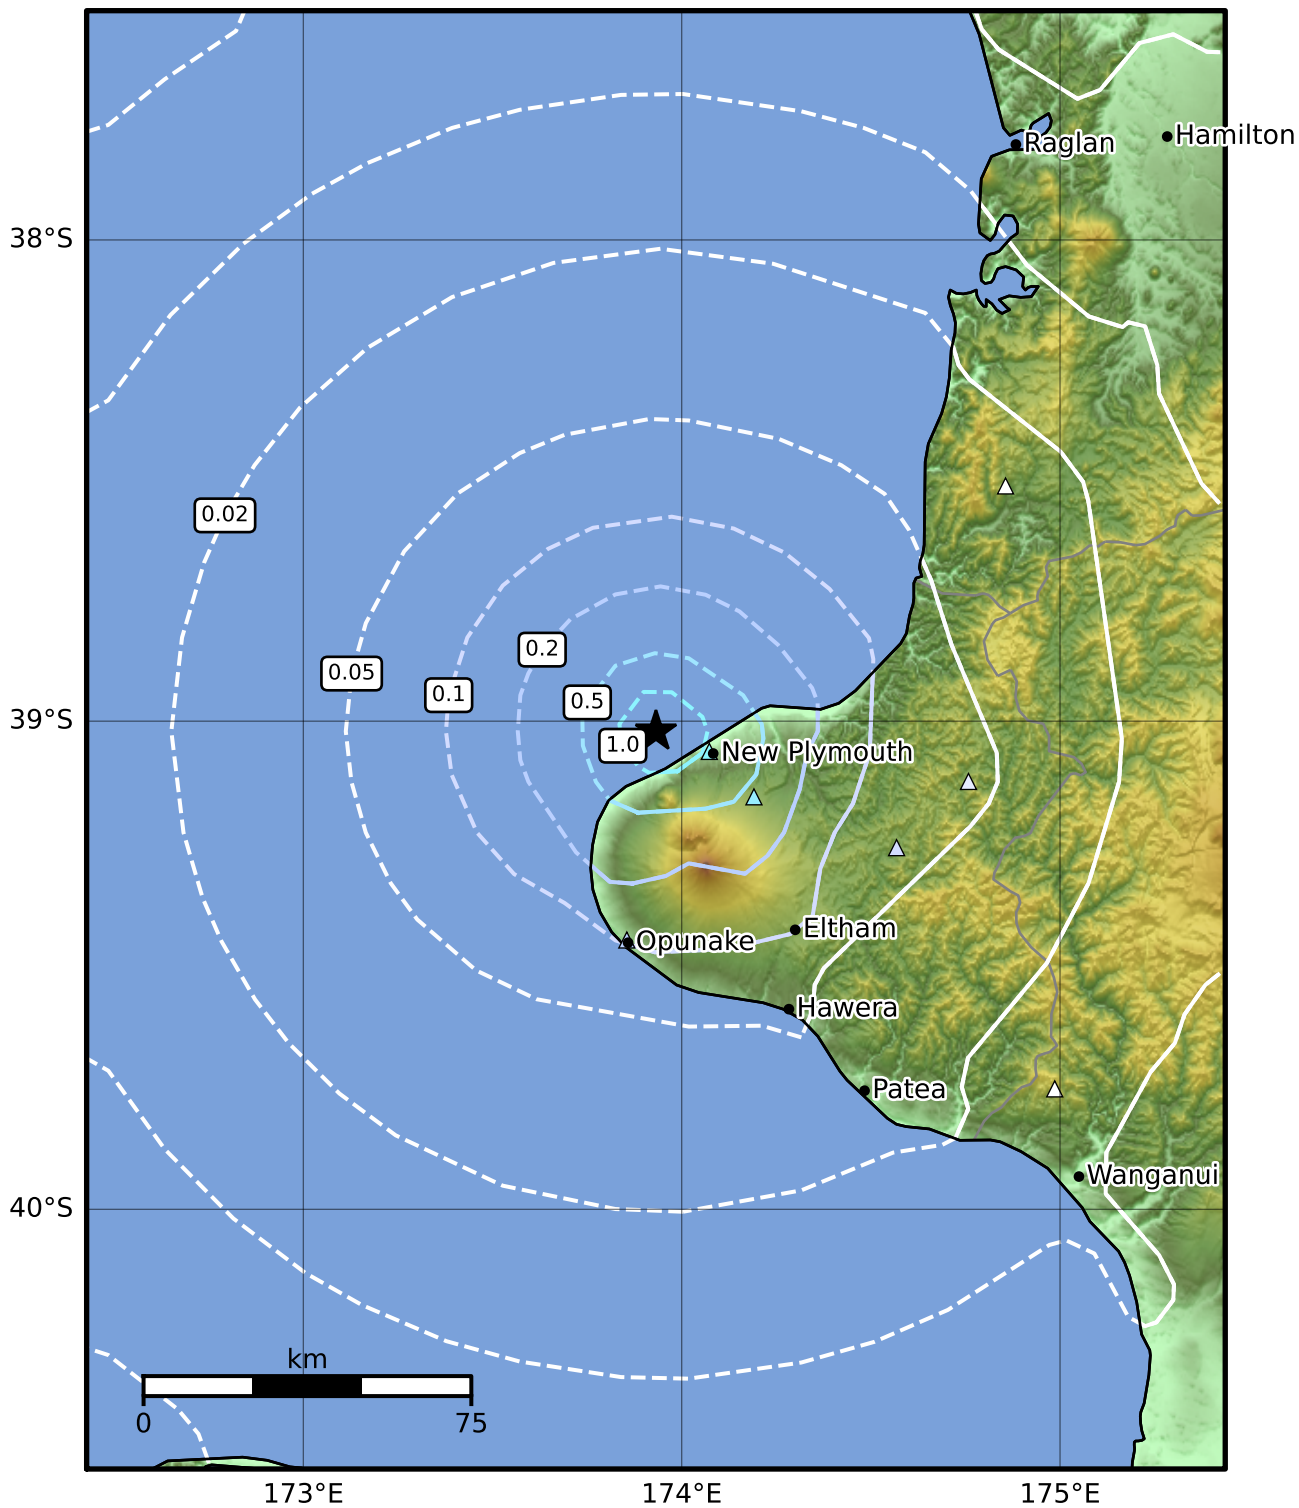 Hamilton
Raglan
38°S
0.02
0.2
0.05
0.1
0.5
39°S
1.0
New Plymouth
Eltham
Opunake
Hawera
Patea
Wanganui
40°S
km
0 75
173°E 174°E 175°E